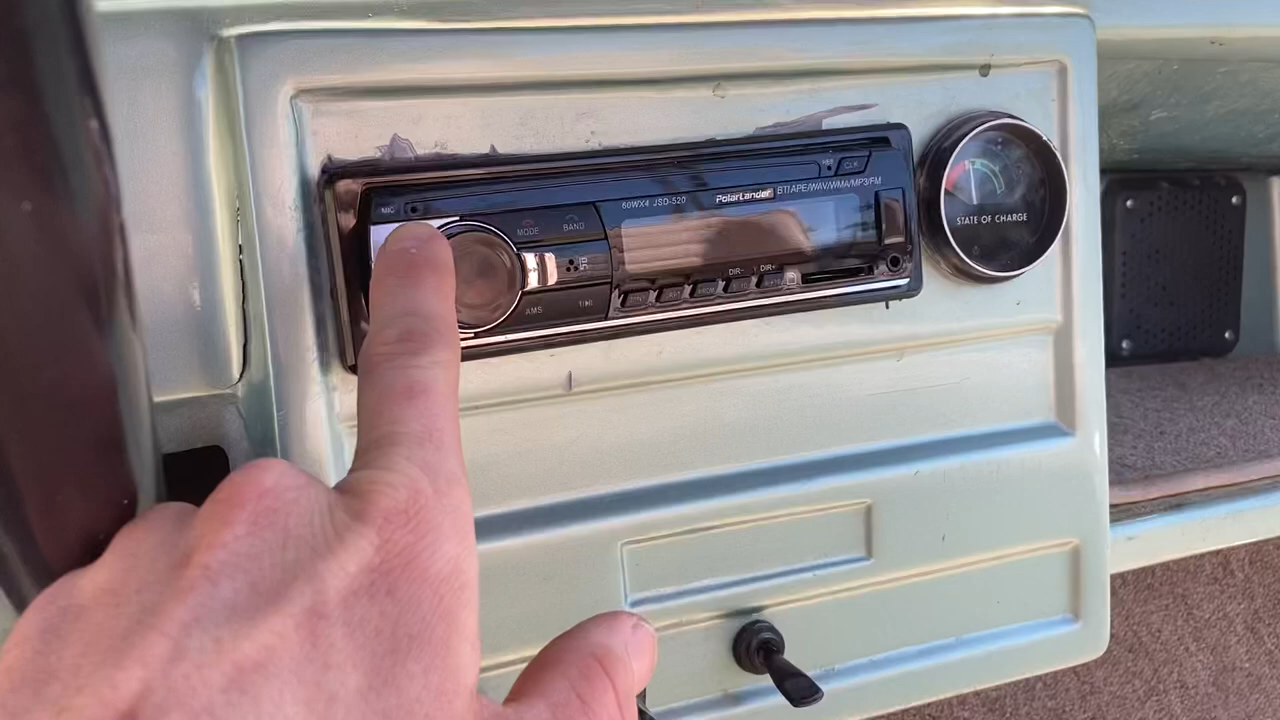 MIC
MODE
BAND
AMS
60WX4 JSD-520
PolarLander
BT/APE/WAV/WMA/MP3/FM
CLK
DIR-
DIR+
STATE OF CHARGE